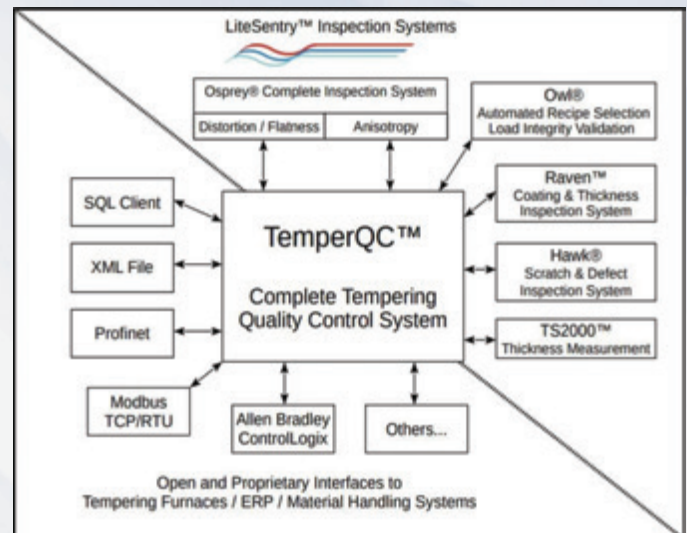 LiteSentry™ Inspection Systems
Osprey® Complete Inspection System
Distortion / Flatness
Anisotropy
Owl®
Automated Recipe Selection
Load Integrity Validation
Raven™
Coating & Thickness
Inspection System
Hawk®
Scratch & Defect
Inspection System
TS2000™
Thickness Measurement
SQL Client
XML File
Profinet
Modbus
TCP/RTU
TemperQC™
Complete Tempering
Quality Control System
Allen Bradley
ControlLogix
Others...
Open and Proprietary Interfaces to
Tempering Furnaces / ERP / Material Handling Systems